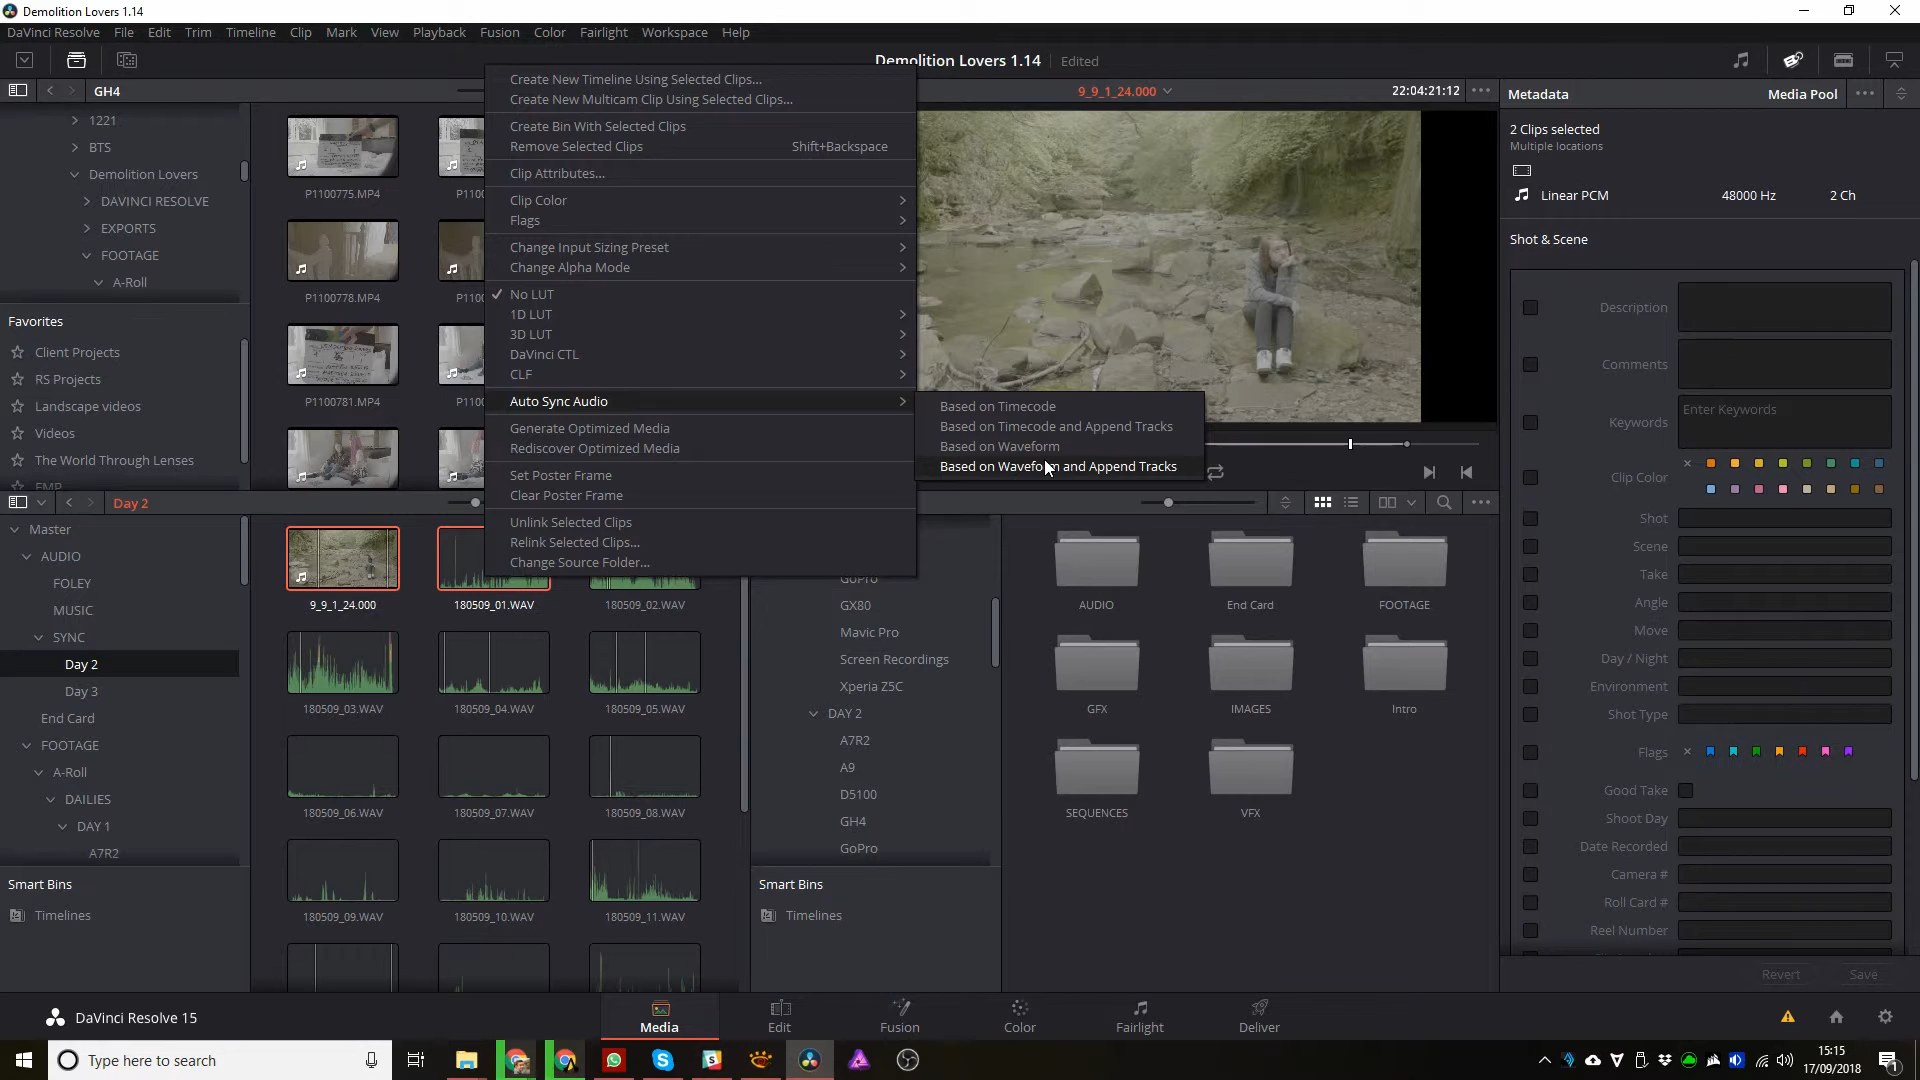 Demolition Lovers 1.14
DaVinci Resolve File Edit Trim Timeline Clip Mark View Playback Fusion Color Fairlight Workspace Help
Demolition Lovers 1.14 Edited
GH4
1221
BTS
Demolition Lovers
DAVINCI RESOLVE
EXPORTS
FOOTAGE
A-Roll
Favorites
Client Projects
RS Projects
Landscape videos
Videos
The World Through Lenses
P1100775.MP4
P1100778.MP4
P1100781.MP4
Create New Timeline Using Selected Clips...
Create New Multicam Clip Using Selected Clips...
Create Bin With Selected Clips
Remove Selected Clips Shift+Backspace
Clip Attributes...
Clip Color
Flags
Change Input Sizing Preset
Change Alpha Mode
No LUT
1D LUT
3D LUT
DaVinci CTL
CLF
Auto Sync Audio
Generate Optimized Media
Rediscover Optimized Media
Set Poster Frame
Clear Poster Frame
Unlink Selected Clips
Relink Selected Clips...
Change Source Folder...
Based on Timecode
Based on Timecode and Append Tracks
Based on Waveform
Based on Waveform and Append Tracks
9_9_1_24.000 22:04:21:12
Metadata Media Pool
2 Clips selected
Multiple locations
Linear PCM 48000 Hz 2 Ch
Shot & Scene
Description
Comments
Keywords Enter Keywords
Clip Color
Shot
Scene
Take
Angle
Move
Day / Night
Environment
Shot Type
Flags
Good Take
Shoot Day
Date Recorded
Camera #
Roll Card #
Reel Number
Revert Save
Day 2
Master
AUDIO
FOLEY
MUSIC
SYNC
Day 2
Day 3
End Card
FOOTAGE
A-Roll
DAILIES
DAY 1
A7R2
Smart Bins
Timelines
9_9_1_24.000 180509_01.WAV 180509_02.WAV
180509_03.WAV 180509_04.WAV 180509_05.WAV
180509_06.WAV 180509_07.WAV 180509_08.WAV
180509_09.WAV 180509_10.WAV 180509_11.WAV
GoPro
GX80
Mavic Pro
Screen Recordings
Xperia Z5C
DAY 2
A7R2
A9
D5100
GH4
GoPro
Smart Bins
Timelines
AUDIO End Card FOOTAGE
GFX IMAGES Intro
SEQUENCES VFX
DaVinci Resolve 15
Media Edit Fusion Color Fairlight Deliver
Type here to search
15:15
17/09/2018
1